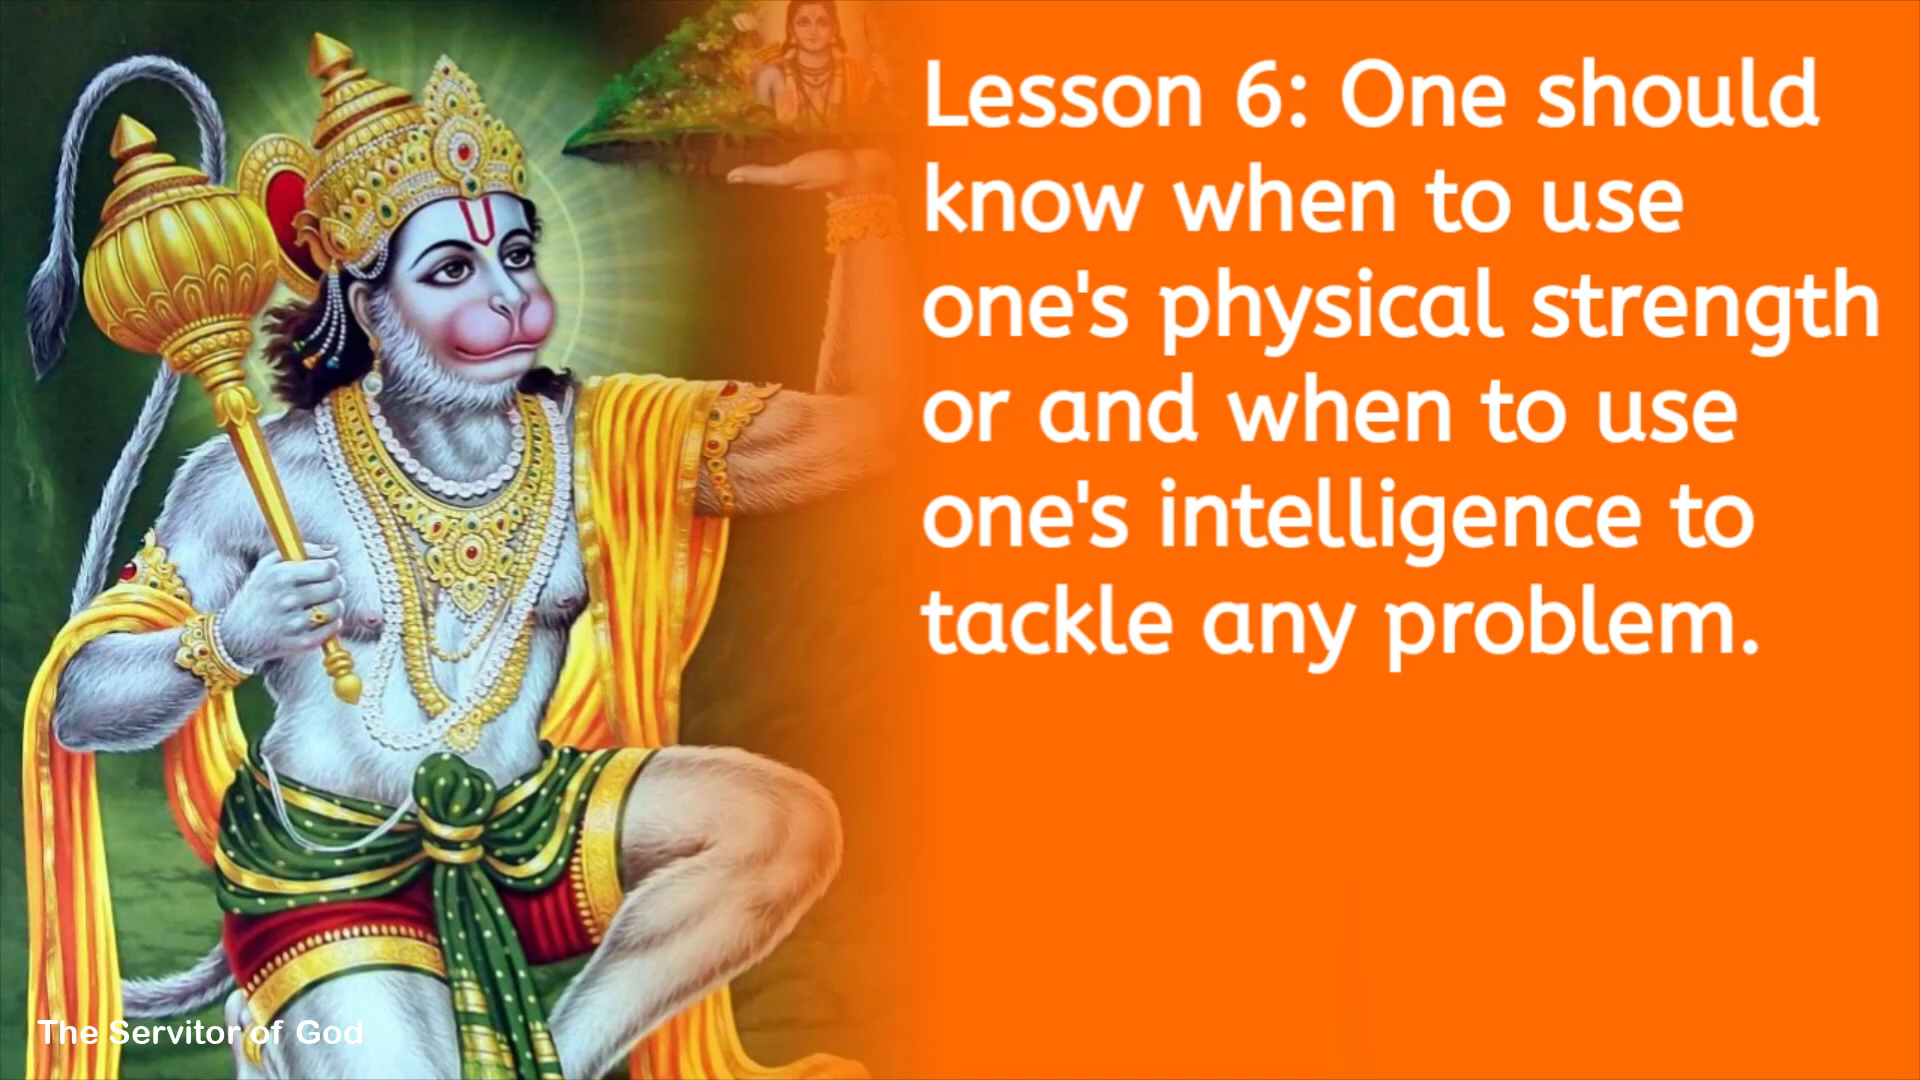 Lesson 6: One should
know when to use
one's physical strength
or and when to use
one's intelligence to
tackle any problem.
The Servitor of God